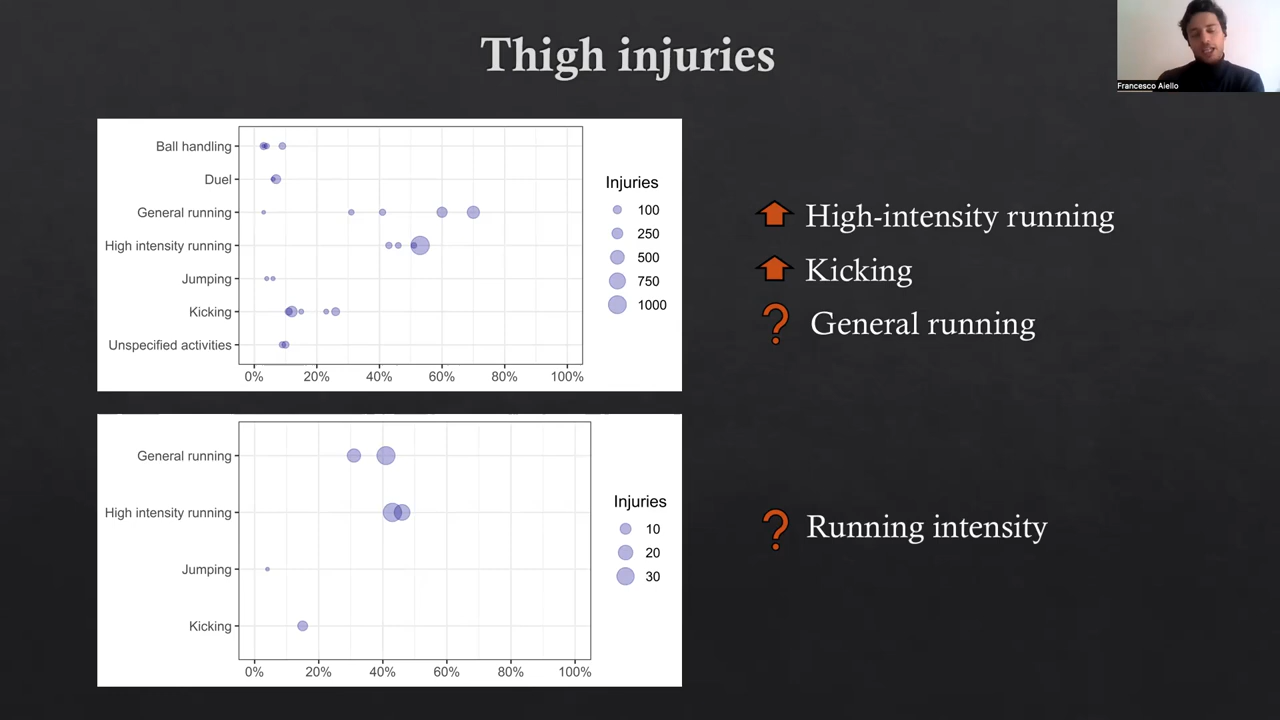 Thigh injuries
Francesco Aiello
Ball handling
Duel
General running
High intensity running
Jumping
Kicking
Unspecified activities
0% 20% 40% 60% 80% 100%
Injuries
100
250
500
750
1000
High-intensity running
Kicking
? General running
General running
High intensity running
Jumping
Kicking
0% 20% 40% 60% 80% 100%
Injuries
10
20
30
? Running intensity